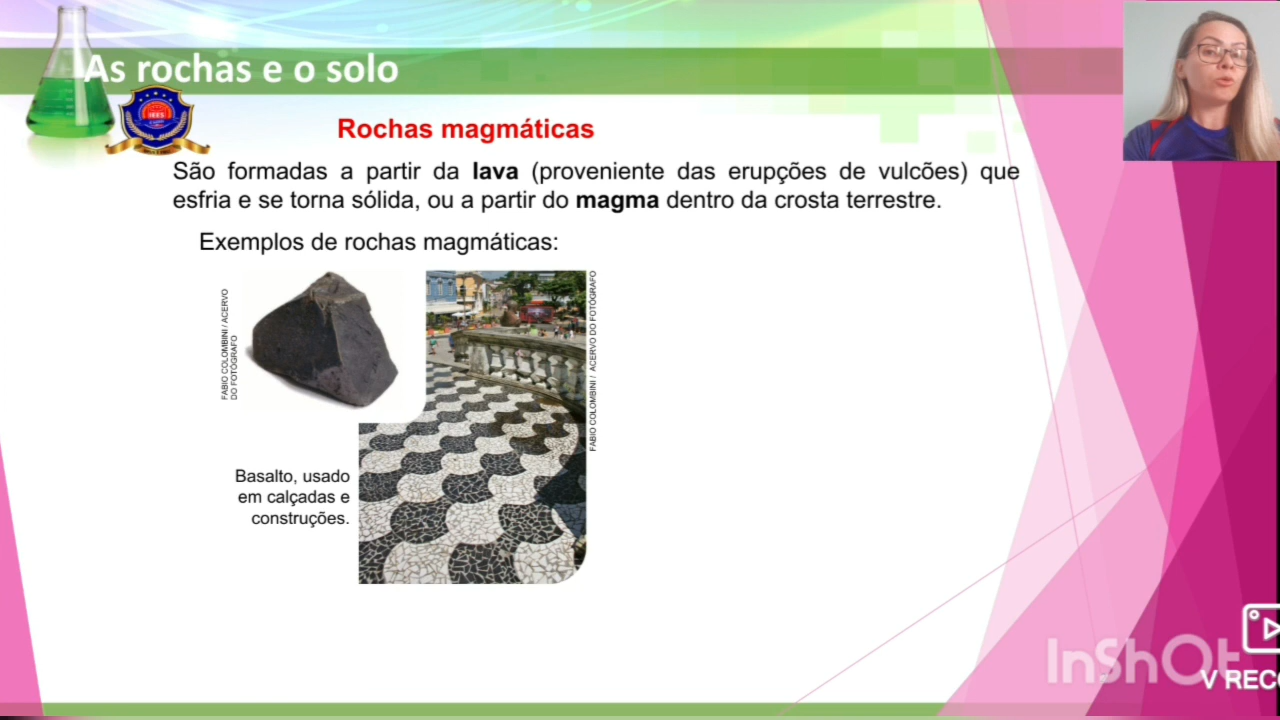 As rochas e o solo
Rochas magmáticas
São formadas a partir da lava (proveniente das erupções de vulcões) que
esfria e se torna sólida, ou a partir do magma dentro da crosta terrestre.
Exemplos de rochas magmáticas:
FABIO COLOMBINI / ACERVO
DO FOTÓGRAFO
FABIO COLOMBINI / ACERVO DO FOTÓGRAFO
Basalto, usado
em calçadas e
construções.
InShOt
V RECO